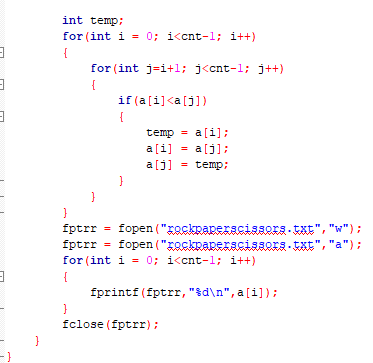 int temp;
for(int i = 0; i<cnt-1; i++)
{
for(int j=i+1; j<cnt-1; j++)
{
if(a[i]<a[j])
{
temp = a[i];
a[i] = a[j];
a[j] = temp;
}
}
}
fptrr = fopen("rockpaperscissors.txt","w");
fptrr = fopen("rockpaperscissors.txt","a");
for(int i = 0; i<cnt-1; i++)
{
fprintf(fptrr,"%d\n",a[i]);
}
fclose(fptrr);
}
}